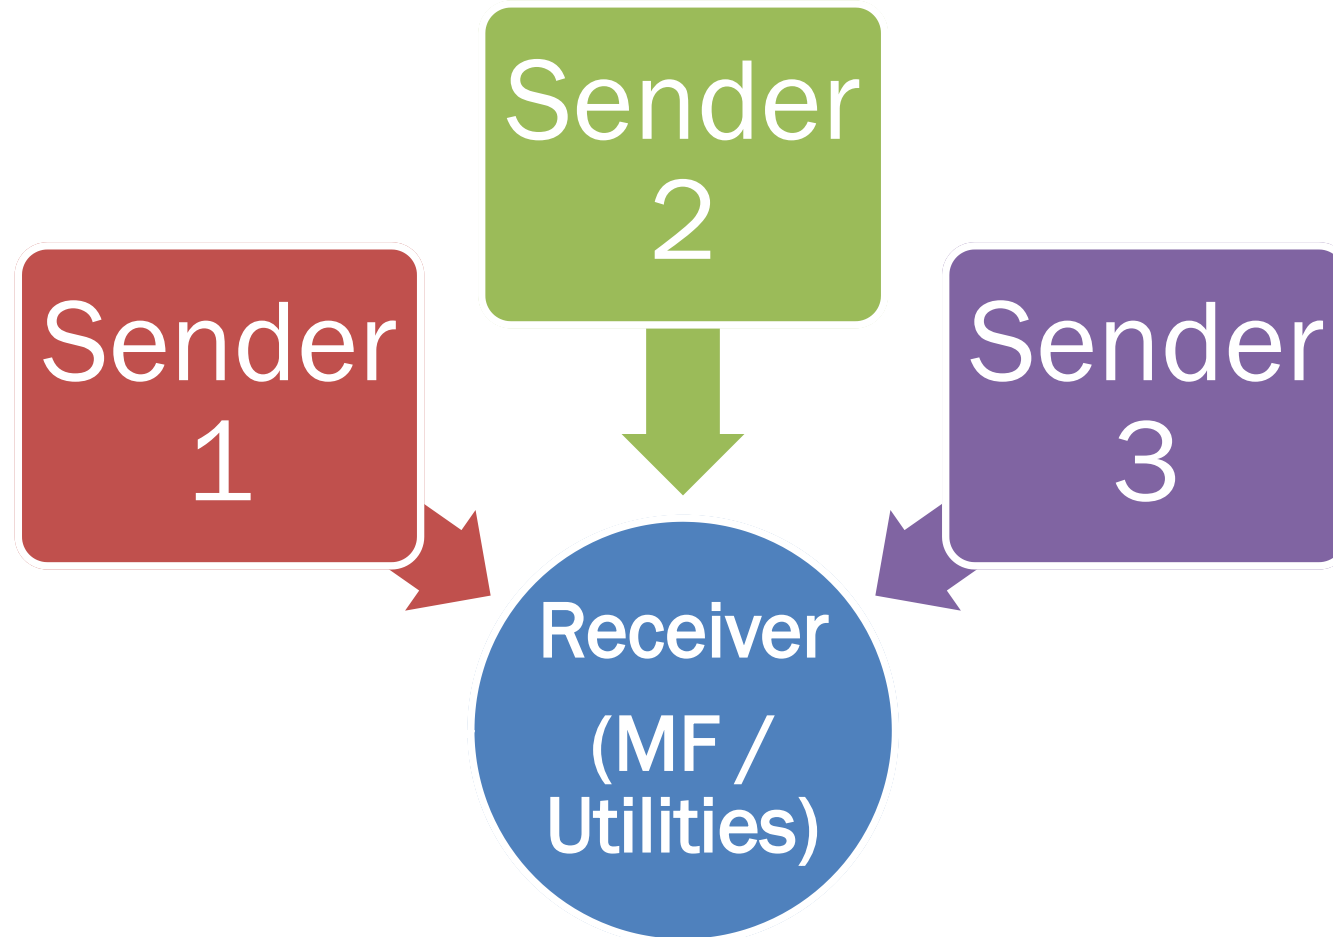 Sender
2
Sender
1
Sender
3
Receiver
(MF /
Utilities)